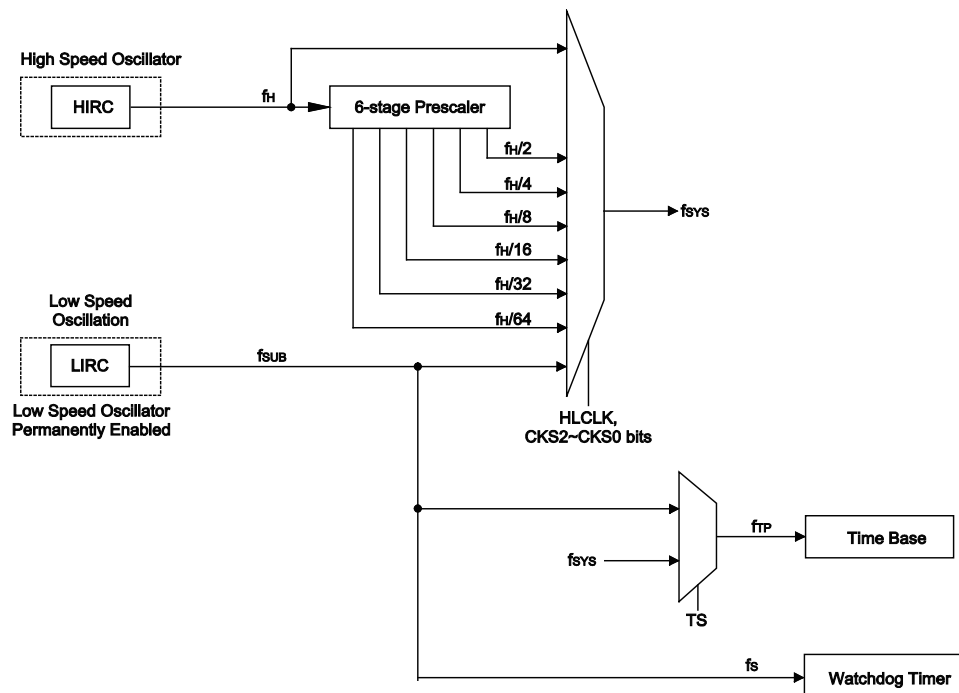 High Speed Oscillator
HIRC
fH
6-stage Prescaler
fH/2
fH/4
fH/8
fH/16
fH/32
fH/64
fSYS
Low Speed
Oscillation
LIRC
fSUB
Low Speed Oscillator
Permanently Enabled
HLCLK,
CKS2~CKS0 bits
fTP
Time Base
fSYS
TS
fS
Watchdog Timer